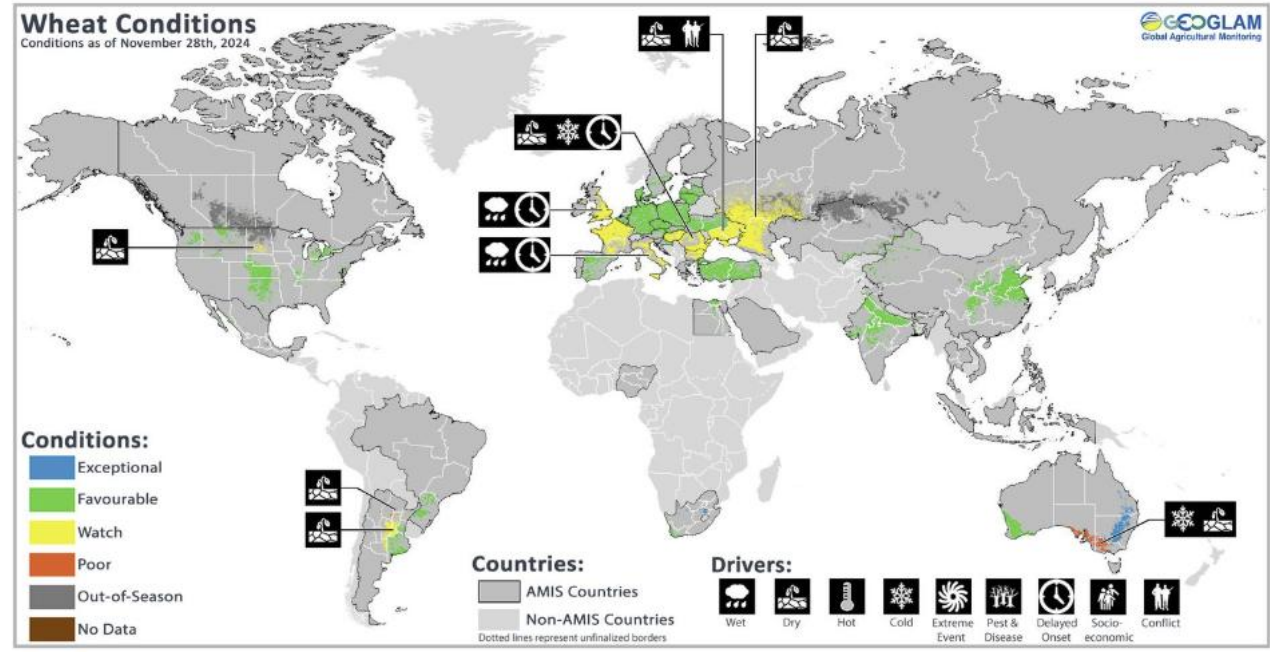 Wheat Conditions
Conditions as of November 28th, 2024
GEOGLAM
Global Agricultural Monitoring
Conditions:
Exceptional
Favourable
Watch
Poor
Out-of-Season
No Data
Countries:
AMIS Countries
Non-AMIS Countries
Dotted lines represent unfinalized borders
Drivers:
Wet
Dry
Hot
Cold
Extreme
Event
Pest &
Disease
Delayed
Onset
Socio-
economic
Conflict